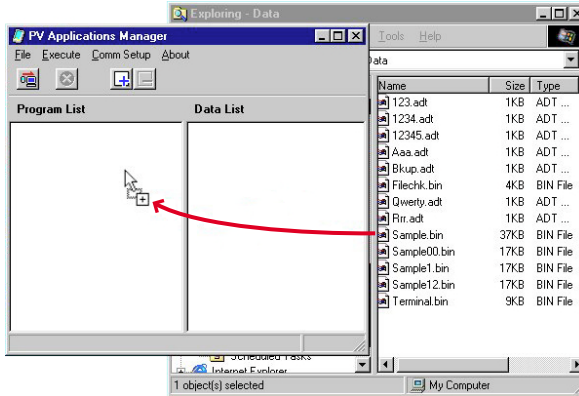 Exploring - Data
PV Applications Manager
File Execute Comm Setup About
Tools Help
Program List
Data List
Name Size Type
123.adt 1KB ADT ...
1234.adt 1KB ADT ...
12345.adt 1KB ADT ...
Aaa.adt 1KB ADT ...
Bkup.adt 1KB ADT ...
Filechk.bin 4KB BIN File
Qwerty.adt 1KB ADT ...
Rrr.adt 1KB ADT ...
Sample.bin 37KB BIN File
Sample00.bin 17KB BIN File
Sample1.bin 17KB BIN File
Sample12.bin 17KB BIN File
Terminal.bin 9KB BIN File
Scheduled Tasks
Internet Explorer
1 object(s) selected
My Computer